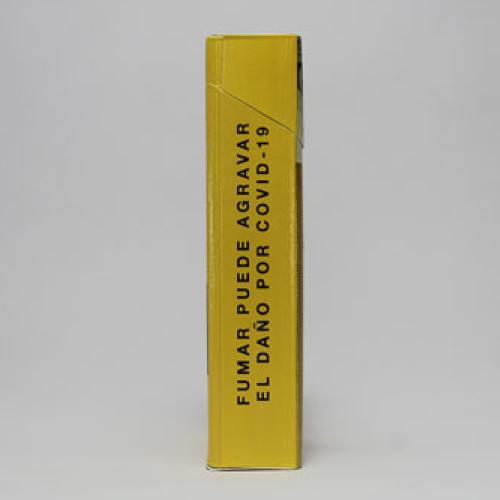 FUMAR PUEDE AGRAVAR
EL DAÑO POR COVID-19